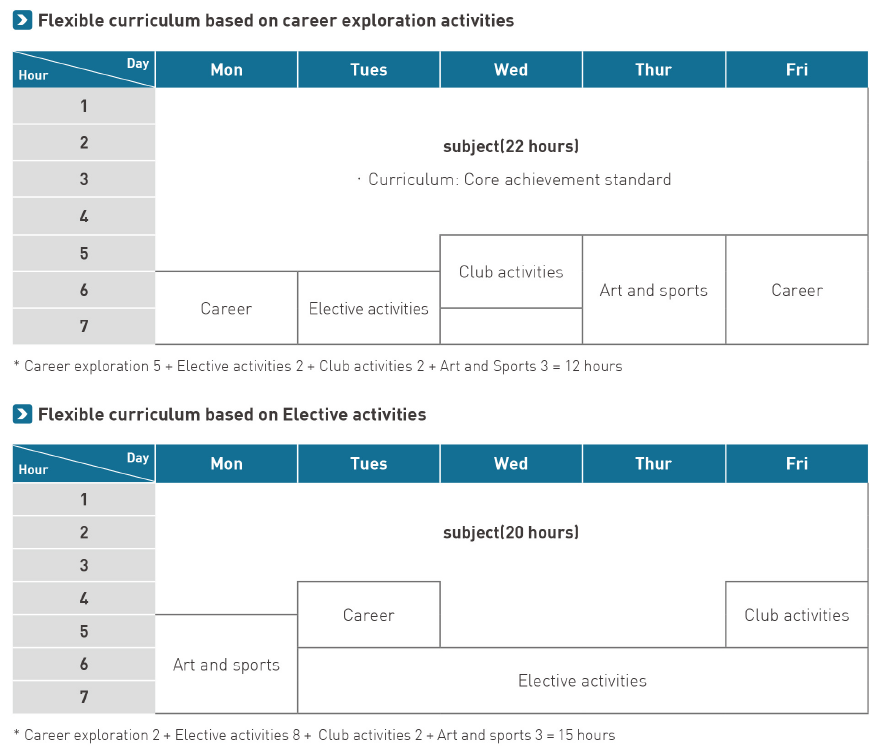 Flexible curriculum based on career exploration activities
Day
Hour
Mon Tues Wed Thur Fri
1
2
subject(22 hours)
3
· Curriculum: Core achievement standard
4
5
Club activities
6
Art and sports Career
Career Elective activities
7
* Career exploration 5 + Elective activities 2 + Club activities 2 + Art and Sports 3 = 12 hours
Flexible curriculum based on Elective activities
Day
Hour
Mon Tues Wed Thur Fri
1
2
subject(20 hours)
3
4
Career Club activities
5
6
Art and sports
Elective activities
7
* Career exploration 2 + Elective activities 8 + Club activities 2 + Art and sports 3 = 15 hours